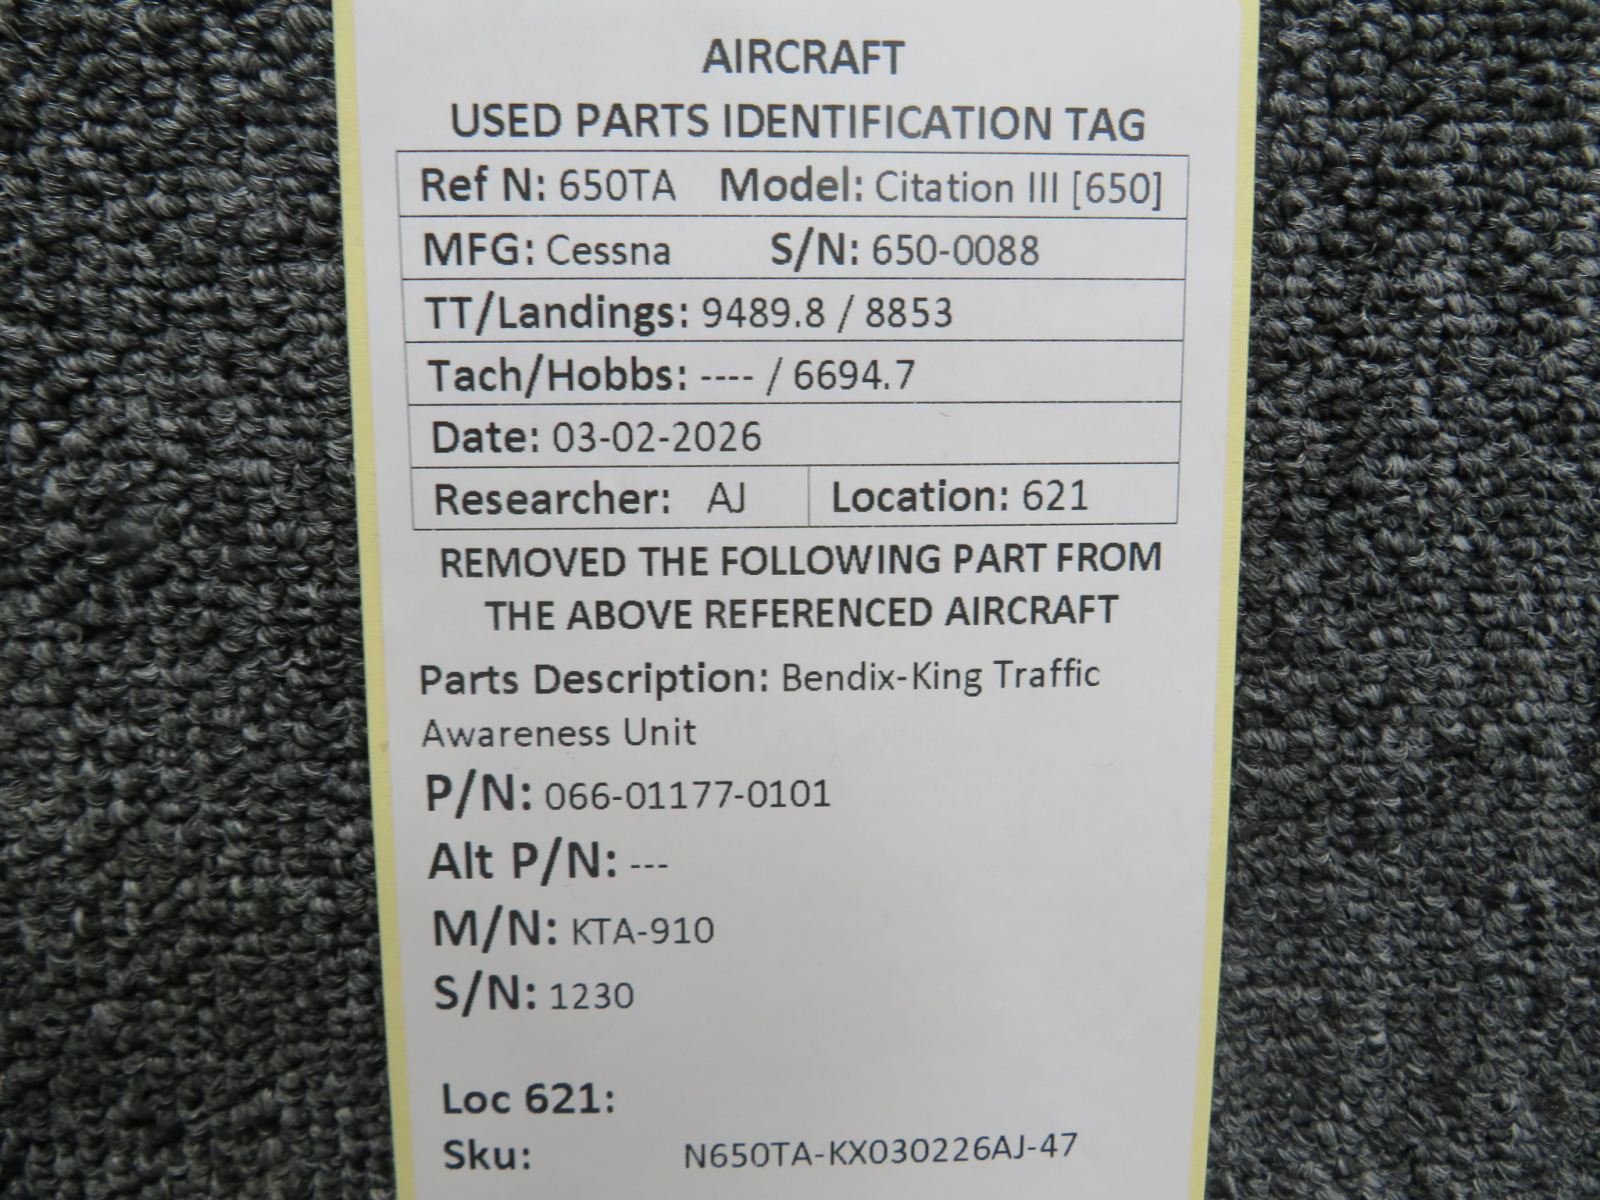 AIRCRAFT
USED PARTS IDENTIFICATION TAG
Ref N: 650TA Model: Citation III [650]
MFG: Cessna S/N: 650-0088
TT/Landings: 9489.8 / 8853
Tach/Hobbs: ---- / 6694.7
Date: 03-02-2026
Researcher: AJ Location: 621
REMOVED THE FOLLOWING PART FROM
THE ABOVE REFERENCED AIRCRAFT
Parts Description: Bendix-King Traffic
Awareness Unit
P/N: 066-01177-0101
Alt P/N: ---
M/N: KTA-910
S/N: 1230
Loc 621:
Sku: N650TA-KX030226AJ-47